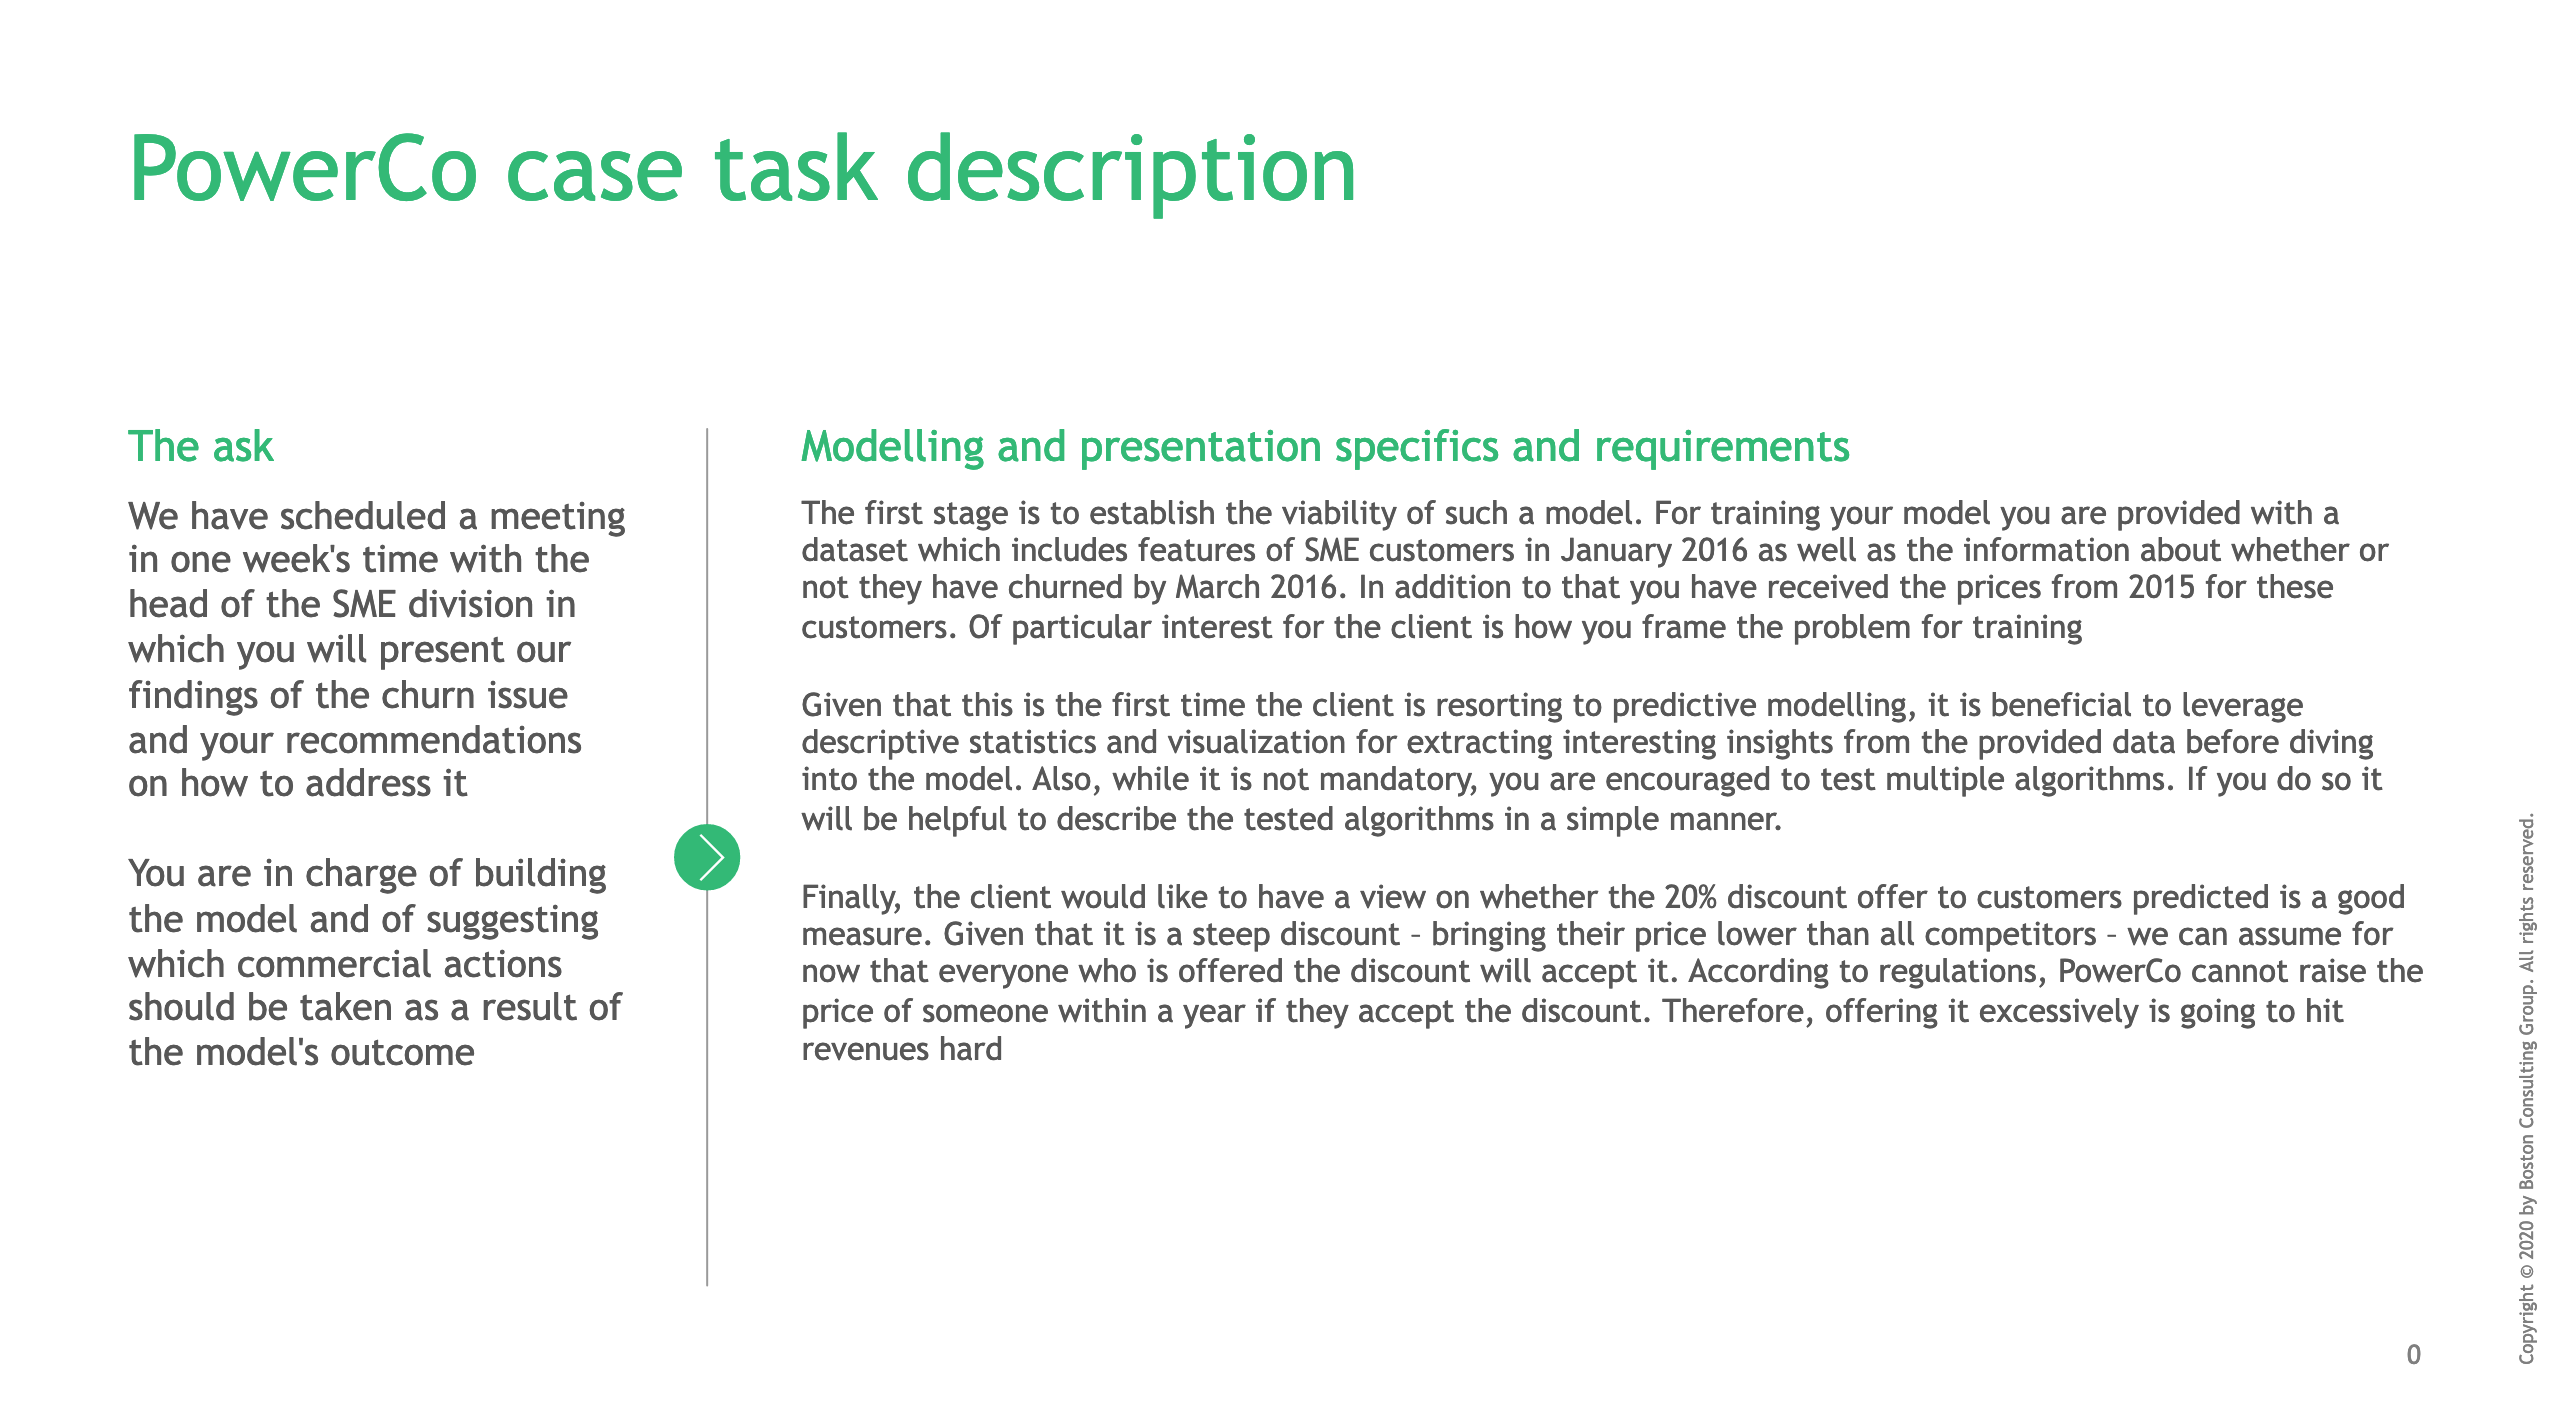 PowerCo case task description
The ask
We have scheduled a meeting
in one week's time with the
head of the SME division in
which you will present our
findings of the churn issue
and your recommendations
on how to address it
You are in charge of building
the model and of suggesting
which commercial actions
should be taken as a result of
the model's outcome
Modelling and presentation specifics and requirements
The first stage is to establish the viability of such a model. For training your model you are provided with a
dataset which includes features of SME customers in January 2016 as well as the information about whether or
not they have churned by March 2016. In addition to that you have received the prices from 2015 for these
customers. Of particular interest for the client is how you frame the problem for training
Given that this is the first time the client is resorting to predictive modelling, it is beneficial to leverage
descriptive statistics and visualization for extracting interesting insights from the provided data before diving
into the model. Also, while it is not mandatory, you are encouraged to test multiple algorithms. If you do so it
will be helpful to describe the tested algorithms in a simple manner.
Finally, the client would like to have a view on whether the 20% discount offer to customers predicted is a good
measure. Given that it is a steep discount – bringing their price lower than all competitors – we can assume for
now that everyone who is offered the discount will accept it. According to regulations, PowerCo cannot raise the
price of someone within a year if they accept the discount. Therefore, offering it excessively is going to hit
revenues hard
Copyright © 2020 by Boston Consulting Group. All rights reserved.
0